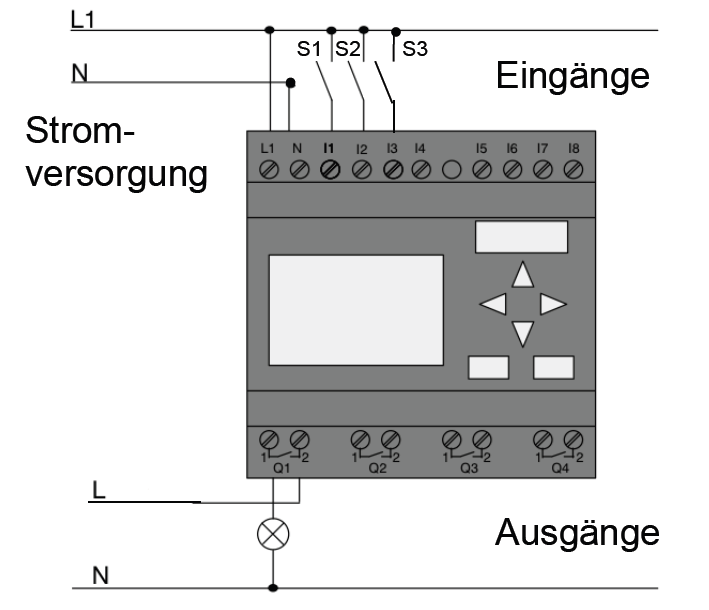 L1
S1 S2 S3
N
Eingänge
Strom-
versorgung
L1 N I1 I2 I3 I4 I5 I6 I7 I8
1 2 1 2 1 2 1 2
Q1 Q2 Q3 Q4
L
Ausgänge
N